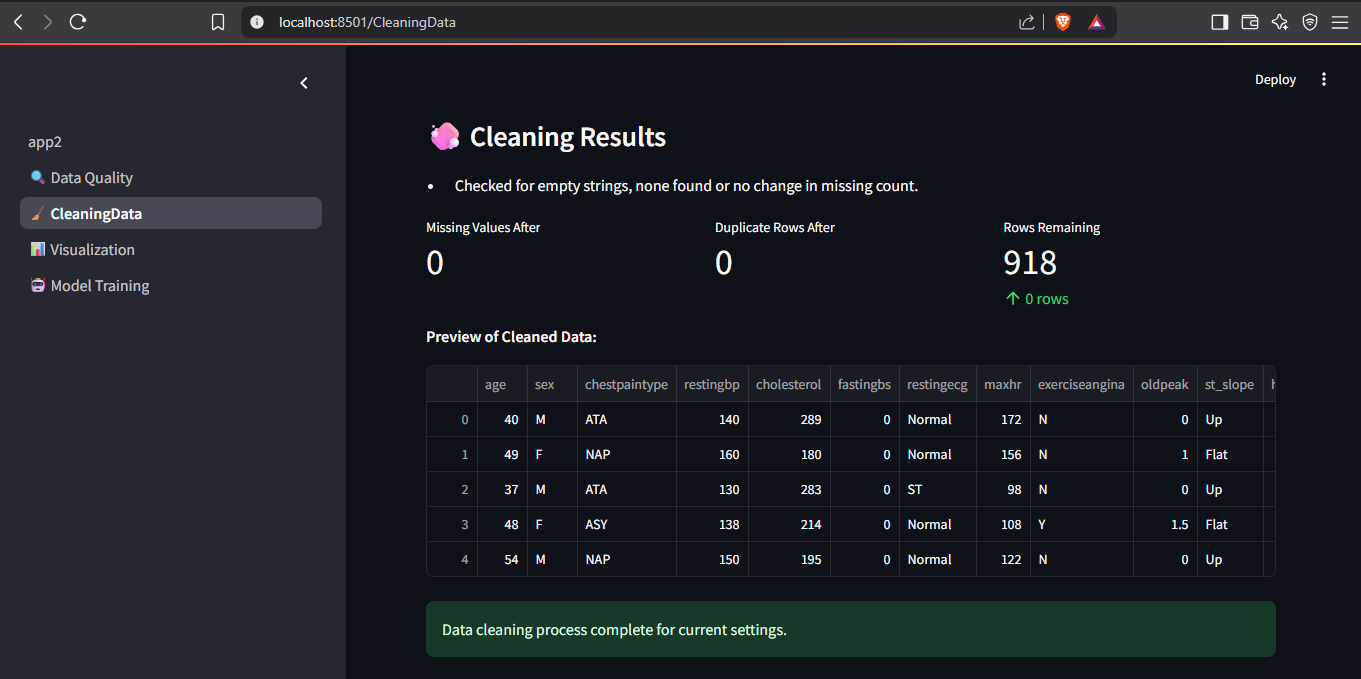 localhost:8501/CleaningData
Deploy
app2
Data Quality
CleaningData
Visualization
Model Training
Cleaning Results
• Checked for empty strings, none found or no change in missing count.
Missing Values After Duplicate Rows After Rows Remaining
0 0 918
↑ 0 rows
Preview of Cleaned Data:
age sex chestpaintype restingbp cholesterol fastingbs restingecg maxhr exerciseangina oldpeak st_slope
0 40 M ATA 140 289 0 Normal 172 N 0 Up
1 49 F NAP 160 180 0 Normal 156 N 1 Flat
2 37 M ATA 130 283 0 ST 98 N 0 Up
3 48 F ASY 138 214 0 Normal 108 Y 1.5 Flat
4 54 M NAP 150 195 0 Normal 122 N 0 Up
Data cleaning process complete for current settings.